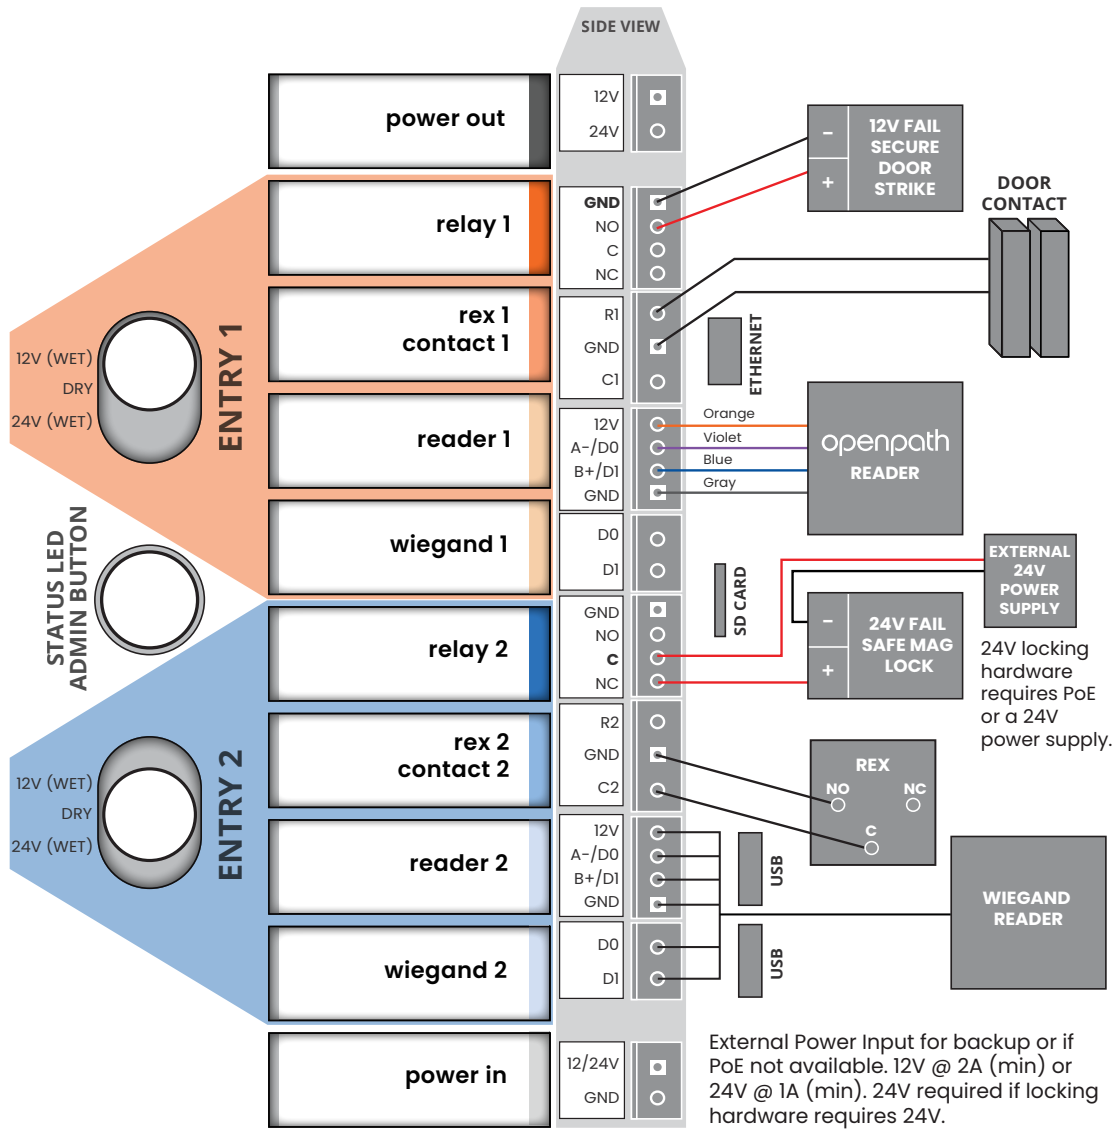 SIDE VIEW
power out
12V
24V
12V FAIL
SECURE
DOOR
STRIKE
−
+
DOOR
CONTACT
relay 1
GND
NO
C
NC
rex 1
contact 1
R1
GND
C1
ETHERNET
12V (WET)
DRY
24V (WET)
ENTRY 1
reader 1
12V
A-/D0
B+/D1
GND
Orange
Violet
Blue
Gray
openpath
READER
wiegand 1
D0
D1
STATUS LED
ADMIN BUTTON
SD CARD
EXTERNAL
24V
POWER
SUPPLY
relay 2
GND
NO
C
NC
−
+
24V FAIL
SAFE MAG
LOCK
24V locking
hardware
requires PoE
or a 24V
power supply.
rex 2
contact 2
R2
GND
C2
REX
NO
NC
C
12V (WET)
DRY
24V (WET)
ENTRY 2
reader 2
12V
A-/D0
B+/D1
GND
USB
WIEGAND
READER
wiegand 2
D0
D1
USB
power in
12/24V
GND
External Power Input for backup or if
PoE not available. 12V @ 2A (min) or
24V @ 1A (min). 24V required if locking
hardware requires 24V.